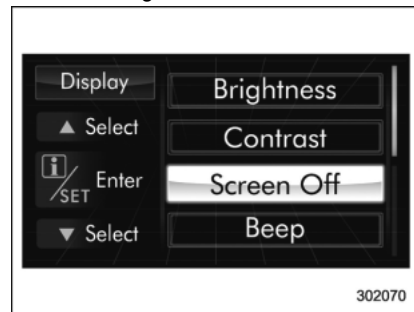 Display
▲ Select
i/SET Enter
▼ Select
Brightness
Contrast
Screen Off
Beep
302070